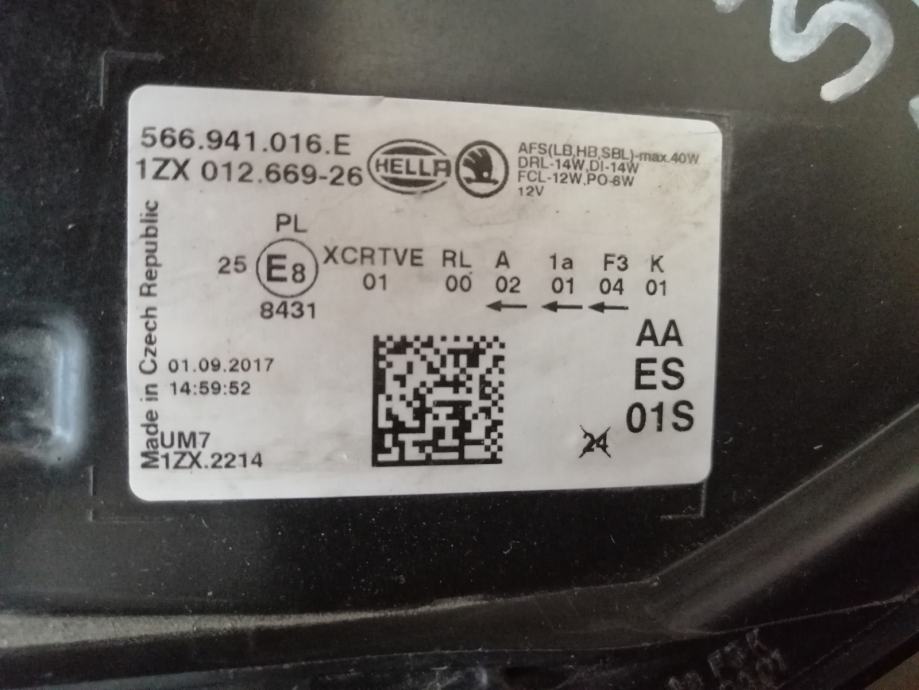 566.941.016.E
1ZX 012.669-26
HELLA
AFS(LB,HB,SBL)-max.40W
DRL-14W,DI-14W
FCL-12W,PO-6W
12V
Made in Czech Republic
PL
25 E8 XCRTVE RL A 1a F3 K
01 00 02 01 04 01
8431
← ← ←
AA
ES
01S
01.09.2017
14:59:52
24
UM7
1ZX.2214
S